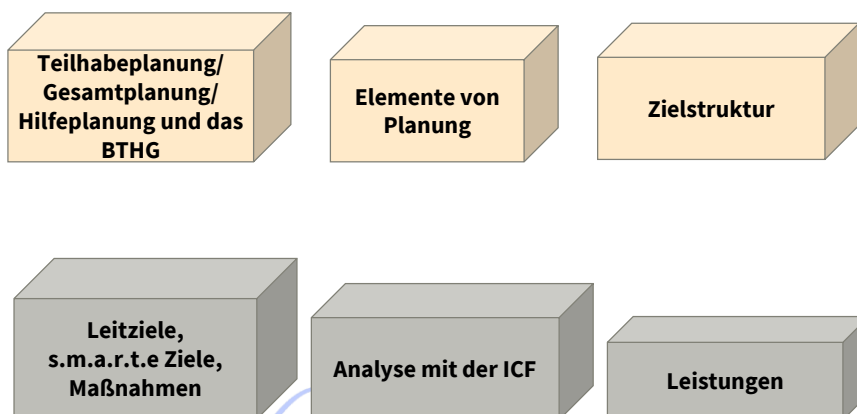 Teilhabeplanung/
Gesamtplanung/
Hilfeplanung und das
BTHG
Elemente von
Planung
Zielstruktur
Leitziele,
s.m.a.r.t.e Ziele,
Maßnahmen
Analyse mit der ICF
Leistungen